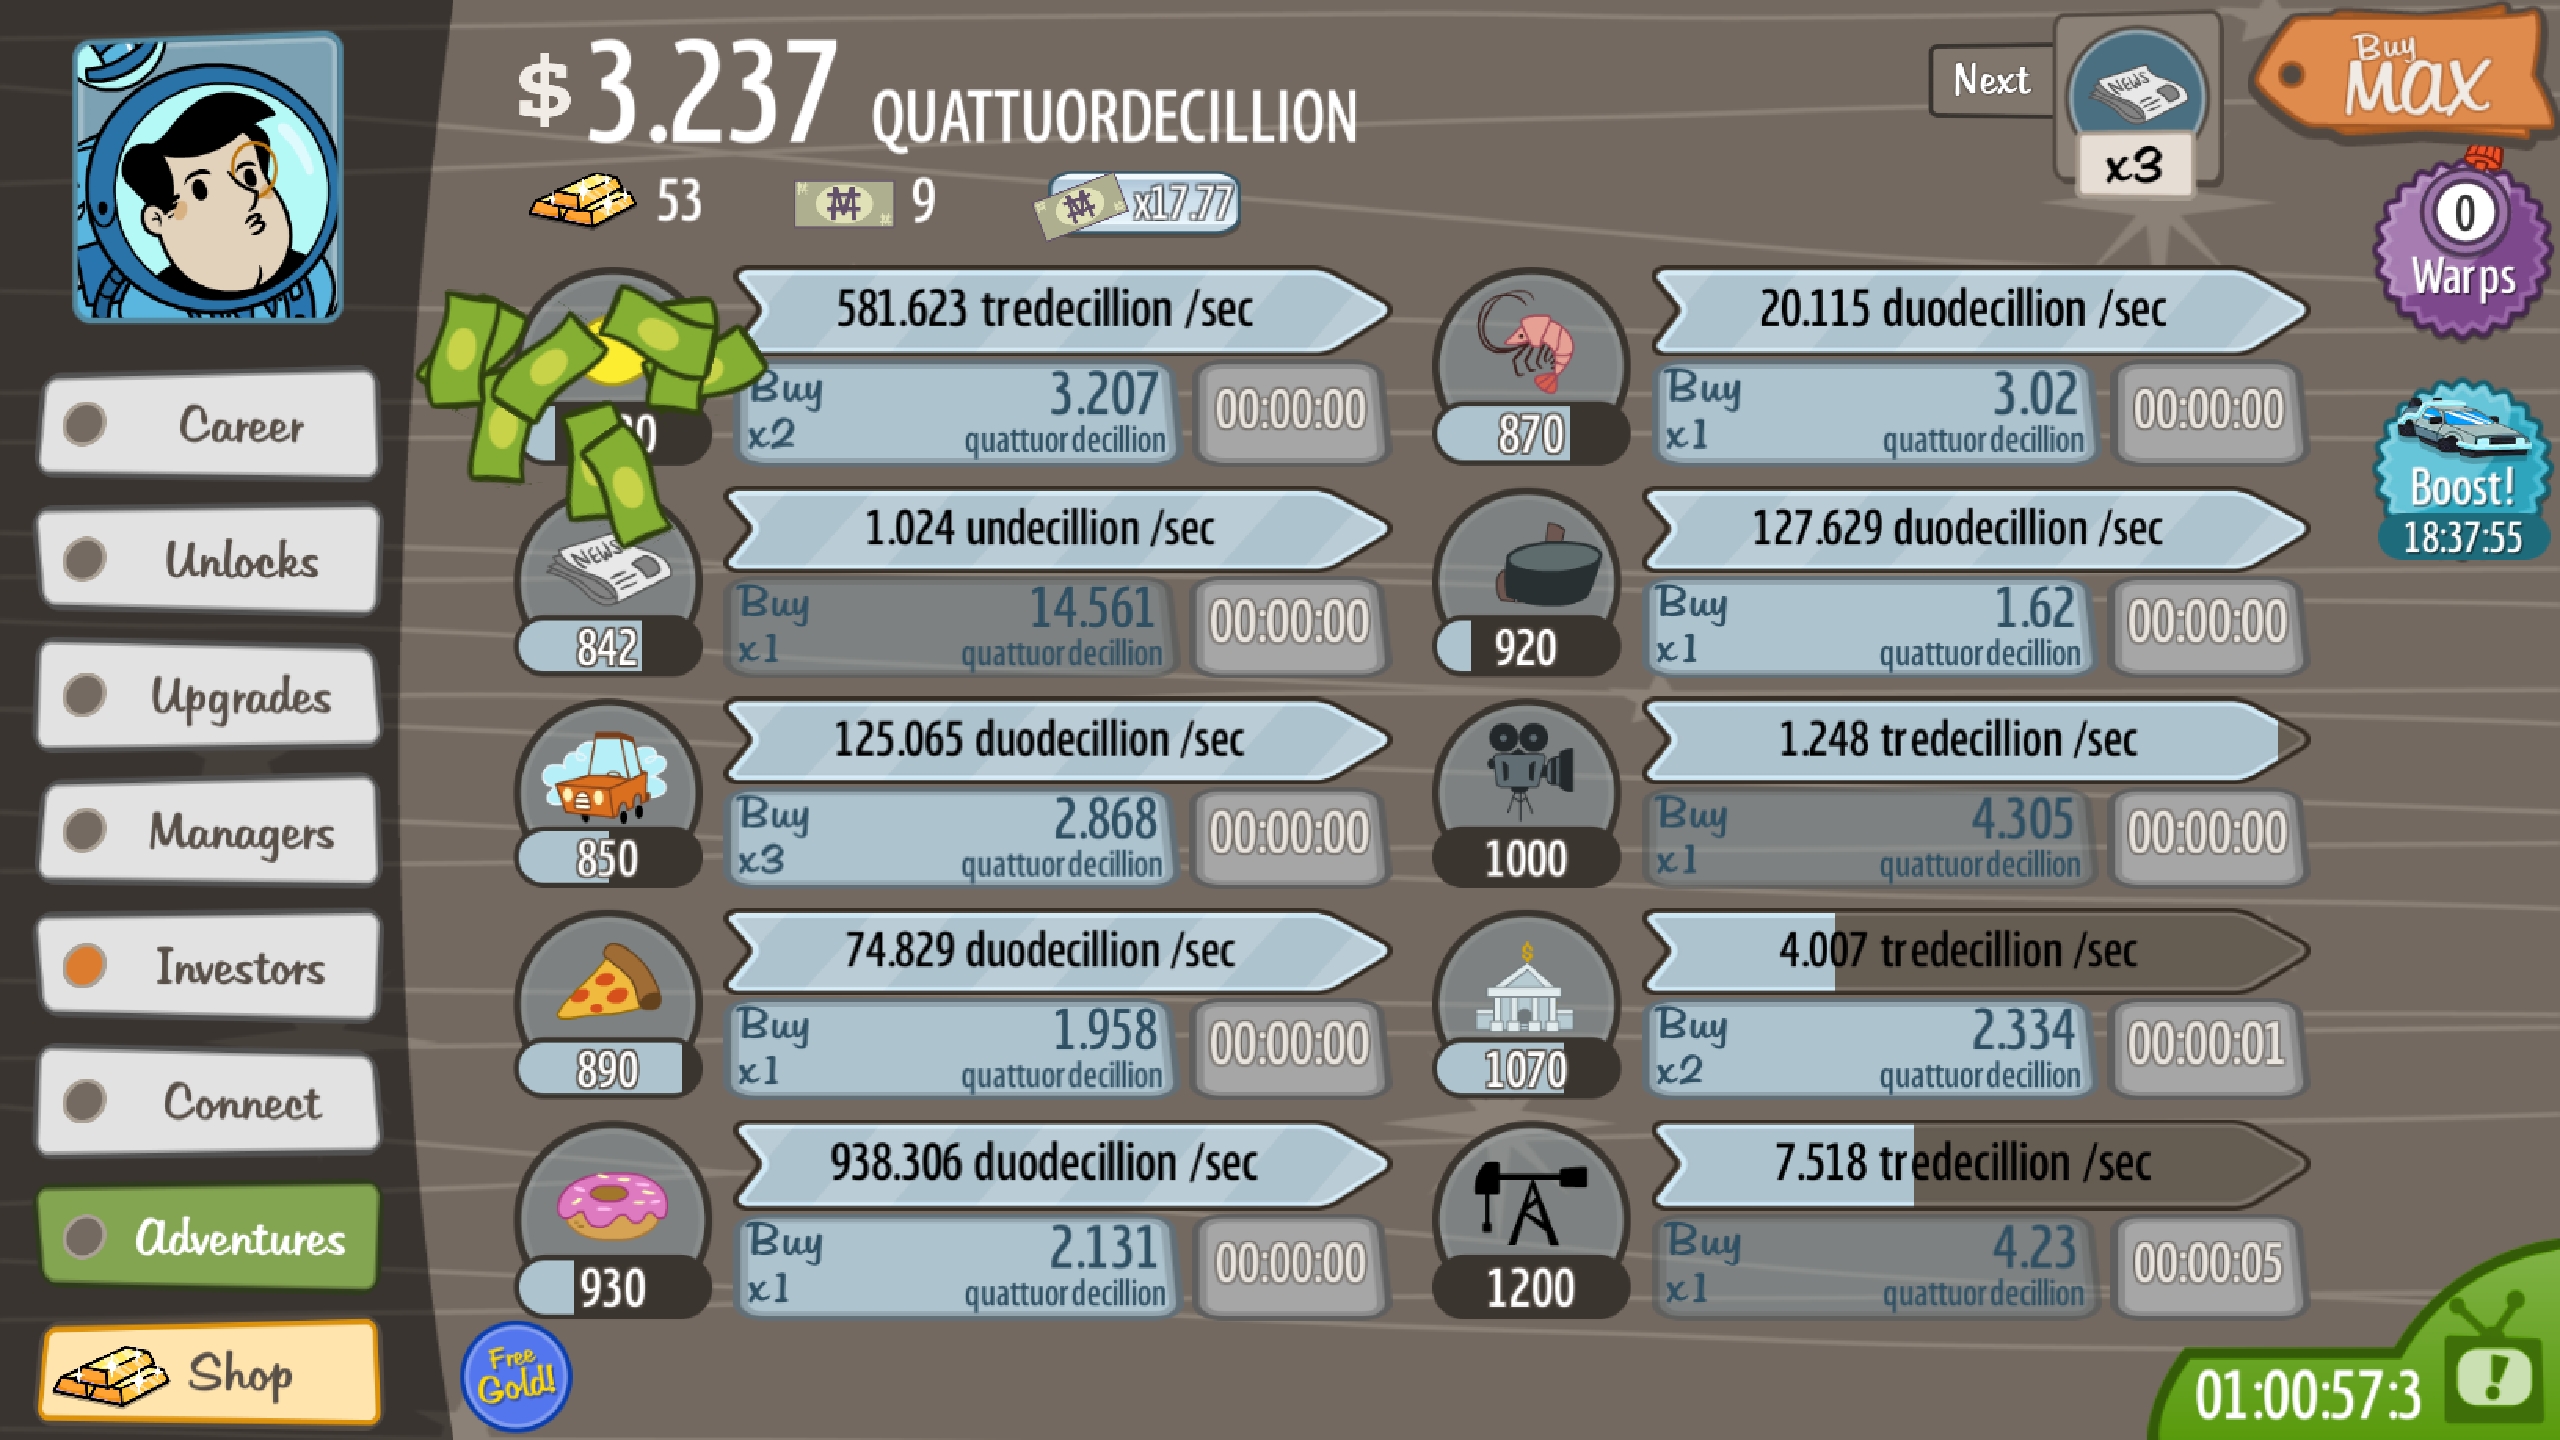 $3.237 QUATTUORDECILLION
53
9
x17.77
Next
NEWS
x3
Buy
MAX
0
Warps
Boost!
18:37:55
Career
Unlocks
Upgrades
Managers
Investors
Connect
Adventures
Shop
581.623 tredecillion /sec
Buy
x2
3.207
quattuordecillion
00:00:00
NEWS
842
1.024 undecillion /sec
Buy
x1
14.561
quattuordecillion
00:00:00
850
125.065 duodecillion /sec
Buy
x3
2.868
quattuordecillion
00:00:00
890
74.829 duodecillion /sec
Buy
x1
1.958
quattuordecillion
00:00:00
930
938.306 duodecillion /sec
Buy
x1
2.131
quattuordecillion
00:00:00
870
20.115 duodecillion /sec
Buy
x1
3.02
quattuordecillion
00:00:00
920
127.629 duodecillion /sec
Buy
x1
1.62
quattuordecillion
00:00:00
1000
1.248 tredecillion /sec
Buy
x1
4.305
quattuordecillion
00:00:00
1070
4.007 tredecillion /sec
Buy
x2
2.334
quattuordecillion
00:00:01
1200
7.518 tredecillion /sec
Buy
x1
4.23
quattuordecillion
00:00:05
Free
Gold!
01:00:57:3